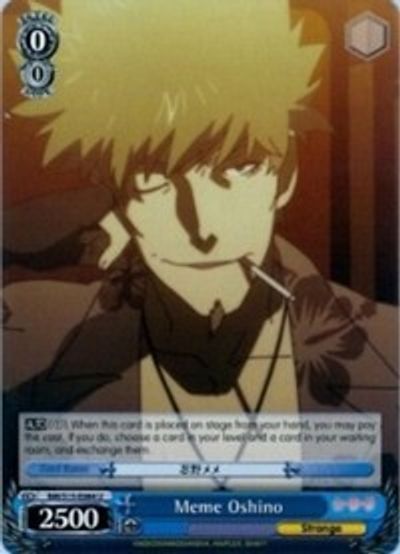 0
0
When this card is placed on stage from your hand, you may pay
the cost. If you do, choose a card in your level and a card in your waiting
room, and exchange them.
忍野メメ
Meme Oshino
2500
Strange